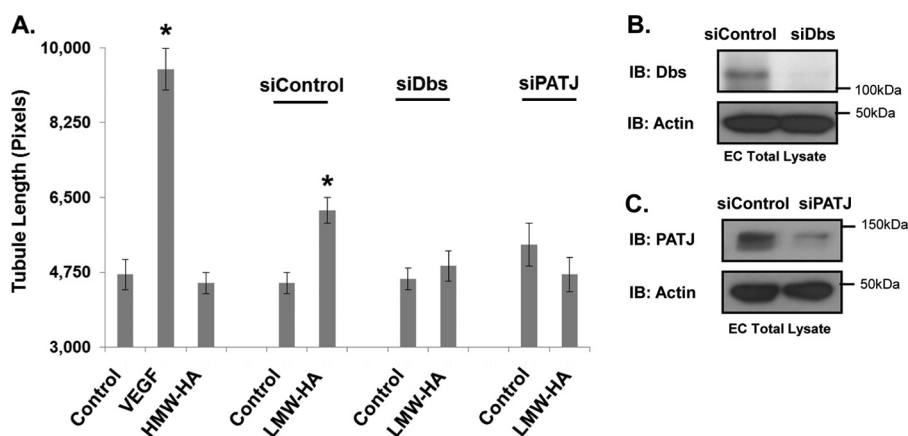 A.
Tubule Length (Pixels)
10,000
8,250
6,500
4,750
3,000
*
*
siControl
siDbs
siPATJ
Control
VEGF
HMW-HA
Control
LMW-HA
Control
LMW-HA
Control
LMW-HA
B.
siControl siDbs
IB: Dbs
100kDa
50kDa
IB: Actin
EC Total Lysate
C.
siControl siPATJ
150kDa
IB: PATJ
50kDa
IB: Actin
EC Total Lysate